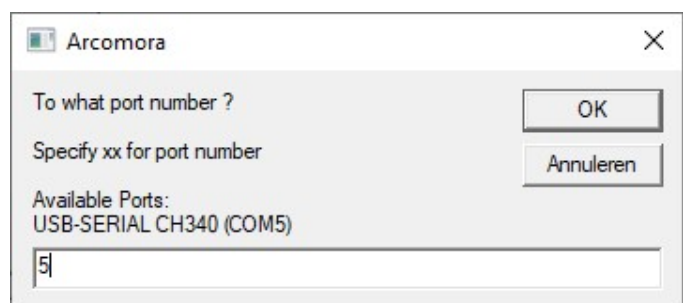 Arcomora
To what port number ?
OK
Specify xx for port number
Annuleren
Available Ports:
USB-SERIAL CH340 (COM5)
5